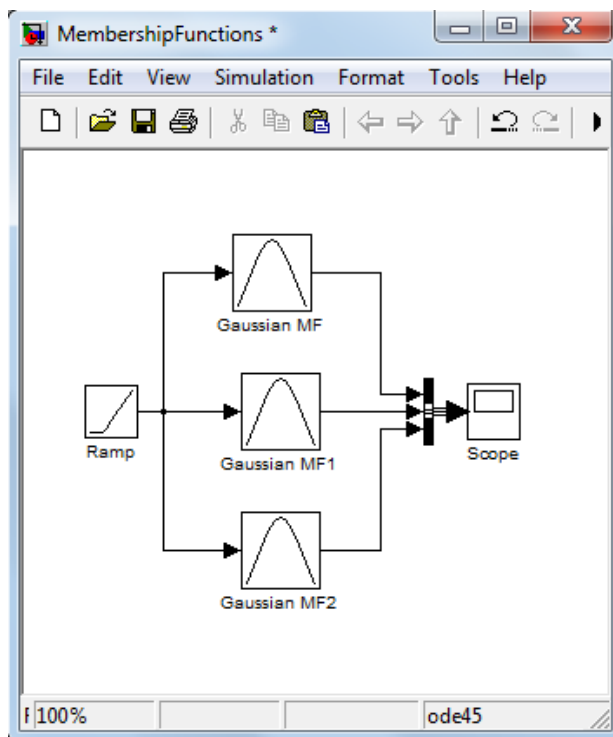 MembershipFunctions *
File Edit View Simulation Format Tools Help
Gaussian MF
Ramp
Gaussian MF1
Scope
Gaussian MF2
100%
ode45